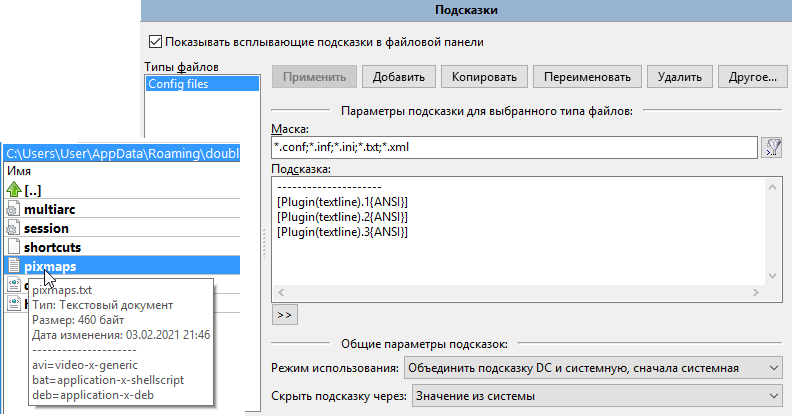 Подсказки
Показывать всплывающие подсказки в файловой панели
Типы файлов
Config files
Применить
Добавить
Копировать
Переименовать
Удалить
Другое...
Параметры подсказки для выбранного типа файлов:
Маска:
*.conf;*.inf;*.ini;*.txt;*.xml
Подсказка:
----------------------
[Plugin(textline).1{ANSI}]
[Plugin(textline).2{ANSI}]
[Plugin(textline).3{ANSI}]
>>
Общие параметры подсказок:
Режим использования:
Объединить подсказку DC и системную, сначала системная
Скрыть подсказку через:
Значение из системы
C:\Users\User\AppData\Roaming\doubl
Имя
[..]
multiarc
session
shortcuts
pixmaps
pixmaps.txt
Тип: Текстовый документ
Размер: 460 байт
Дата изменения: 03.02.2021 21:46
----------------------
avi=video-x-generic
bat=application-x-shellscript
deb=application-x-deb